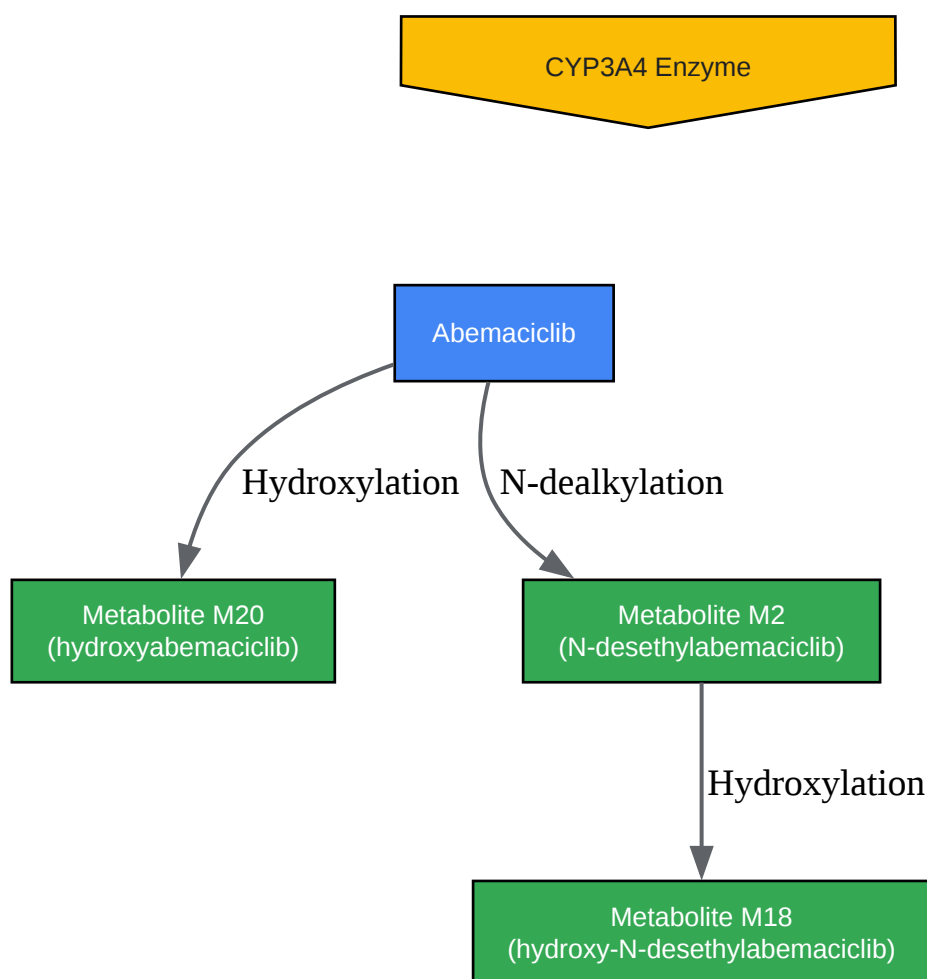 CYP3A4 Enzyme
Abemaciclib
Hydroxylation
N-dealkylation
Metabolite M20
(hydroxyabemaciclib)
Metabolite M2
(N-desethylabemaciclib)
Hydroxylation
Metabolite M18
(hydroxy-N-desethylabemaciclib)